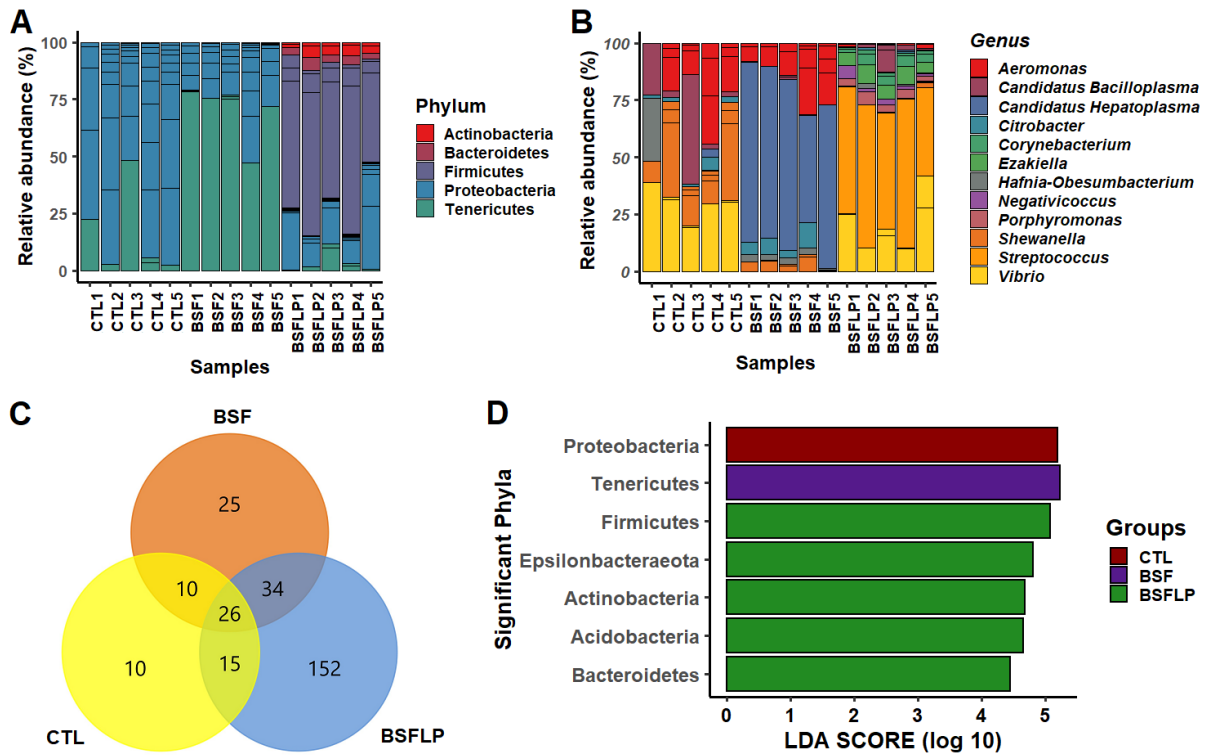 A
Relative abundance (%)
100
75
50
25
0
CTL1
CTL2
CTL3
CTL4
CTL5
BSF1
BSF2
BSF3
BSF4
BSF5
BSFLP1
BSFLP2
BSFLP3
BSFLP4
BSFLP5
Samples
Phylum
Actinobacteria
Bacteroidetes
Firmicutes
Proteobacteria
Tenericutes
B
Relative abundance (%)
100
75
50
25
0
CTL1
CTL2
CTL3
CTL4
CTL5
BSF1
BSF2
BSF3
BSF4
BSF5
BSFLP1
BSFLP2
BSFLP3
BSFLP4
BSFLP5
Samples
Genus
Aeromonas
Candidatus Bacilloplasma
Candidatus Hepatoplasma
Citrobacter
Corynebacterium
Ezakiella
Hafnia-Obesumbacterium
Negativicoccus
Porphyromonas
Shewanella
Streptococcus
Vibrio
C
BSF
25
10
34
26
10
15
152
CTL
BSFLP
D
Significant Phyla
Proteobacteria
Tenericutes
Firmicutes
Epsilonbacteraeota
Actinobacteria
Acidobacteria
Bacteroidetes
0
1
2
3
4
5
LDA SCORE (log 10)
Groups
CTL
BSF
BSFLP